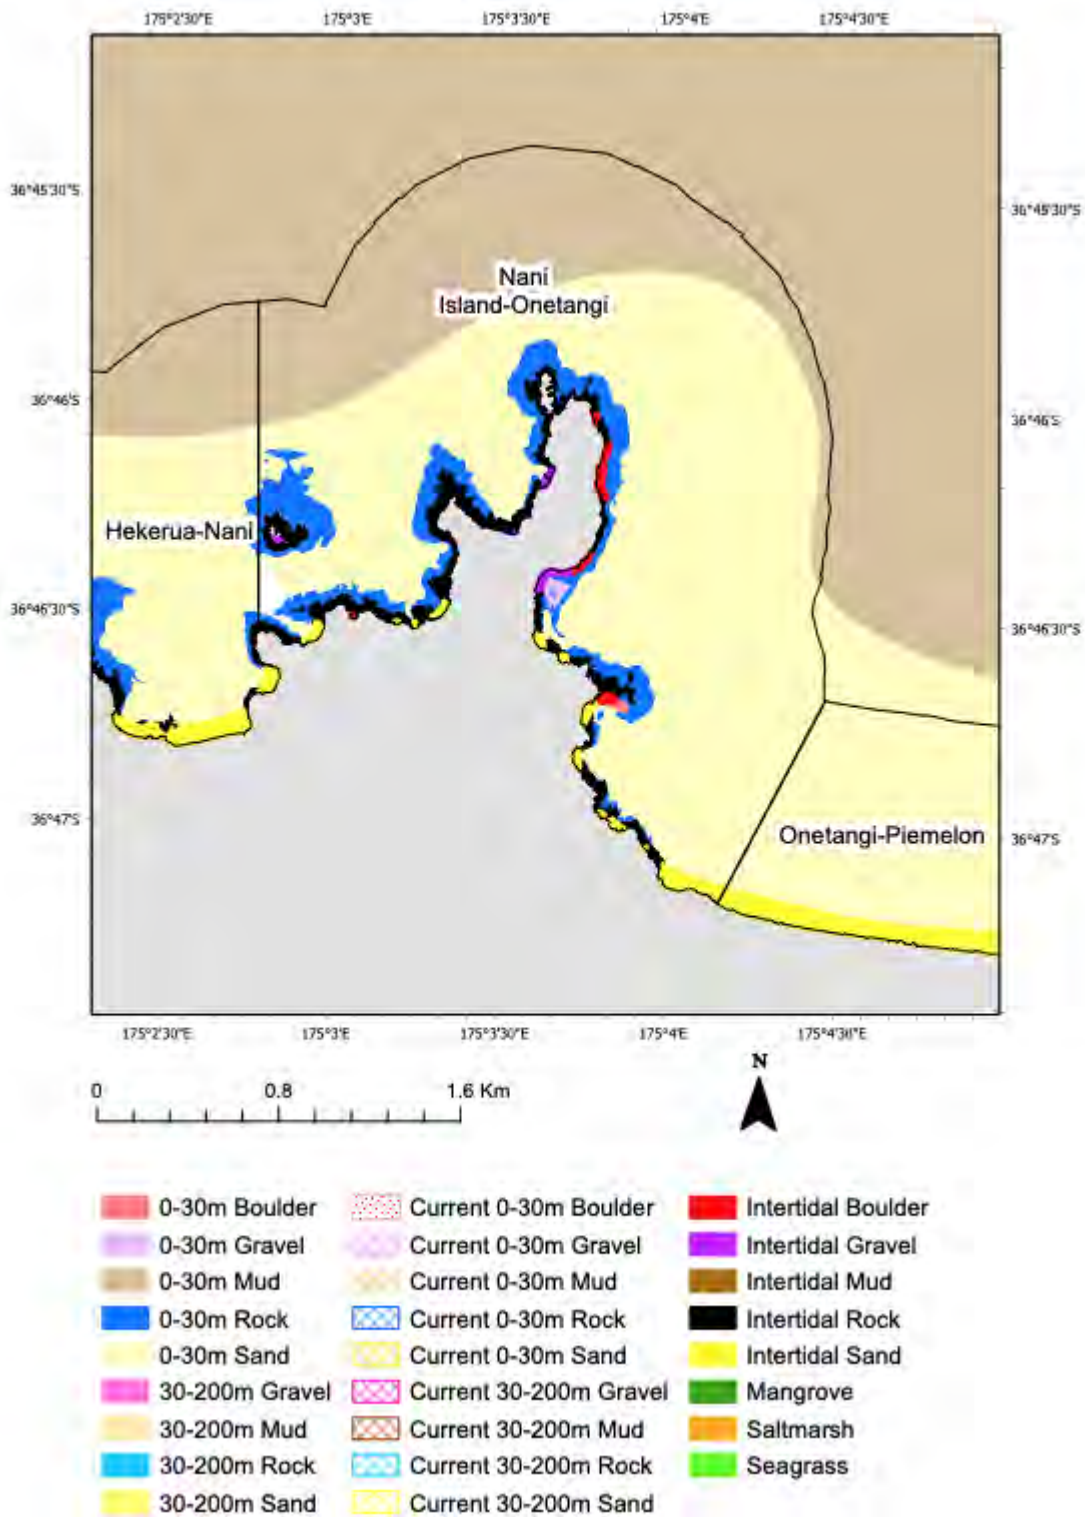 175°2'30"E 175°3'E 175°3'30"E 175°4'E 175°4'30"E
36°45'30"S
36°45'30"S
Nani
Island-Onetangi
36°46'S
36°46'S
Hekerua-Nani
36°46'30"S
36°46'30"S
36°47'S
Onetangi-Piemelon
36°47'S
175°2'30"E 175°3'E 175°3'30"E 175°4'E 175°4'30"E
N
0 0.8 1.6 Km
0-30m Boulder Current 0-30m Boulder Intertidal Boulder
0-30m Gravel Current 0-30m Gravel Intertidal Gravel
0-30m Mud Current 0-30m Mud Intertidal Mud
0-30m Rock Current 0-30m Rock Intertidal Rock
0-30m Sand Current 0-30m Sand Intertidal Sand
30-200m Gravel Current 30-200m Gravel Mangrove
30-200m Mud Current 30-200m Mud Saltmarsh
30-200m Rock Current 30-200m Rock Seagrass
30-200m Sand Current 30-200m Sand